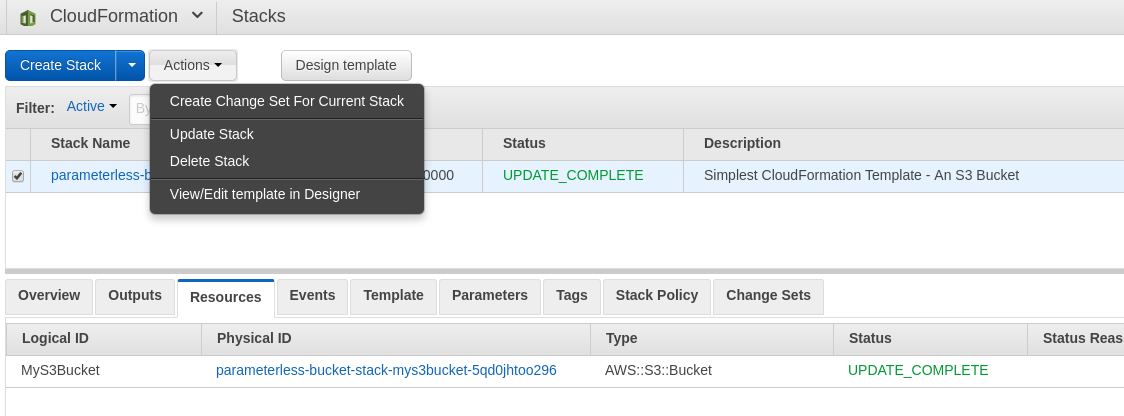 CloudFormation Stacks
Create Stack Actions Design template
Filter: Active By
Create Change Set For Current Stack
Update Stack
Delete Stack
View/Edit template in Designer
Stack Name Status Description
parameterless-b 0000 UPDATE_COMPLETE Simplest CloudFormation Template - An S3 Bucket
Overview Outputs Resources Events Template Parameters Tags Stack Policy Change Sets
Logical ID Physical ID Type Status Status Reas
MyS3Bucket parameterless-bucket-stack-mys3bucket-5qd0jhtoo296 AWS::S3::Bucket UPDATE_COMPLETE